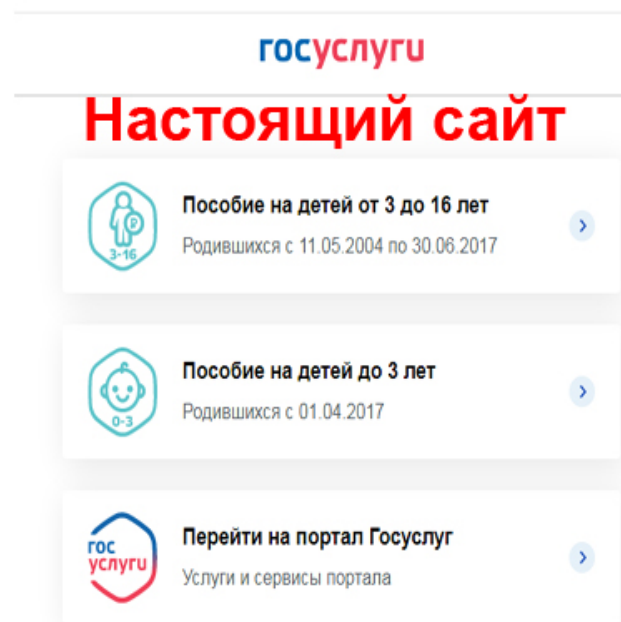 госуслуги
Настоящий сайт
Пособие на детей от 3 до 16 лет
Родившихся с 11.05.2004 по 30.06.2017
3-16
Пособие на детей до 3 лет
Родившихся с 01.04.2017
0-3
гос
услуги
Перейти на портал Госуслуг
Услуги и сервисы портала